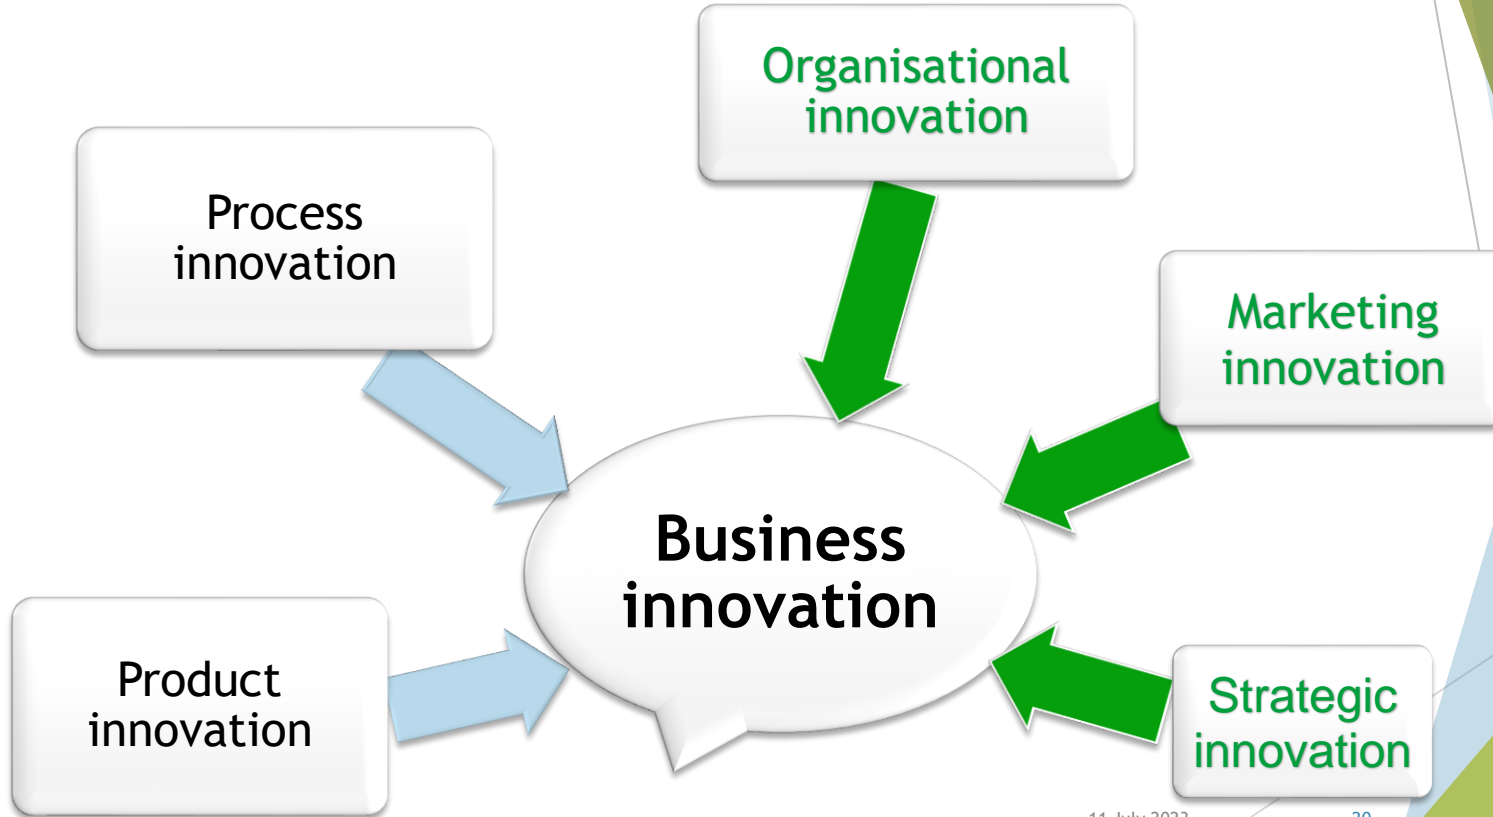 Organisational
innovation
Process
innovation
Marketing
innovation
Business
innovation
Product
innovation
Strategic
innovation